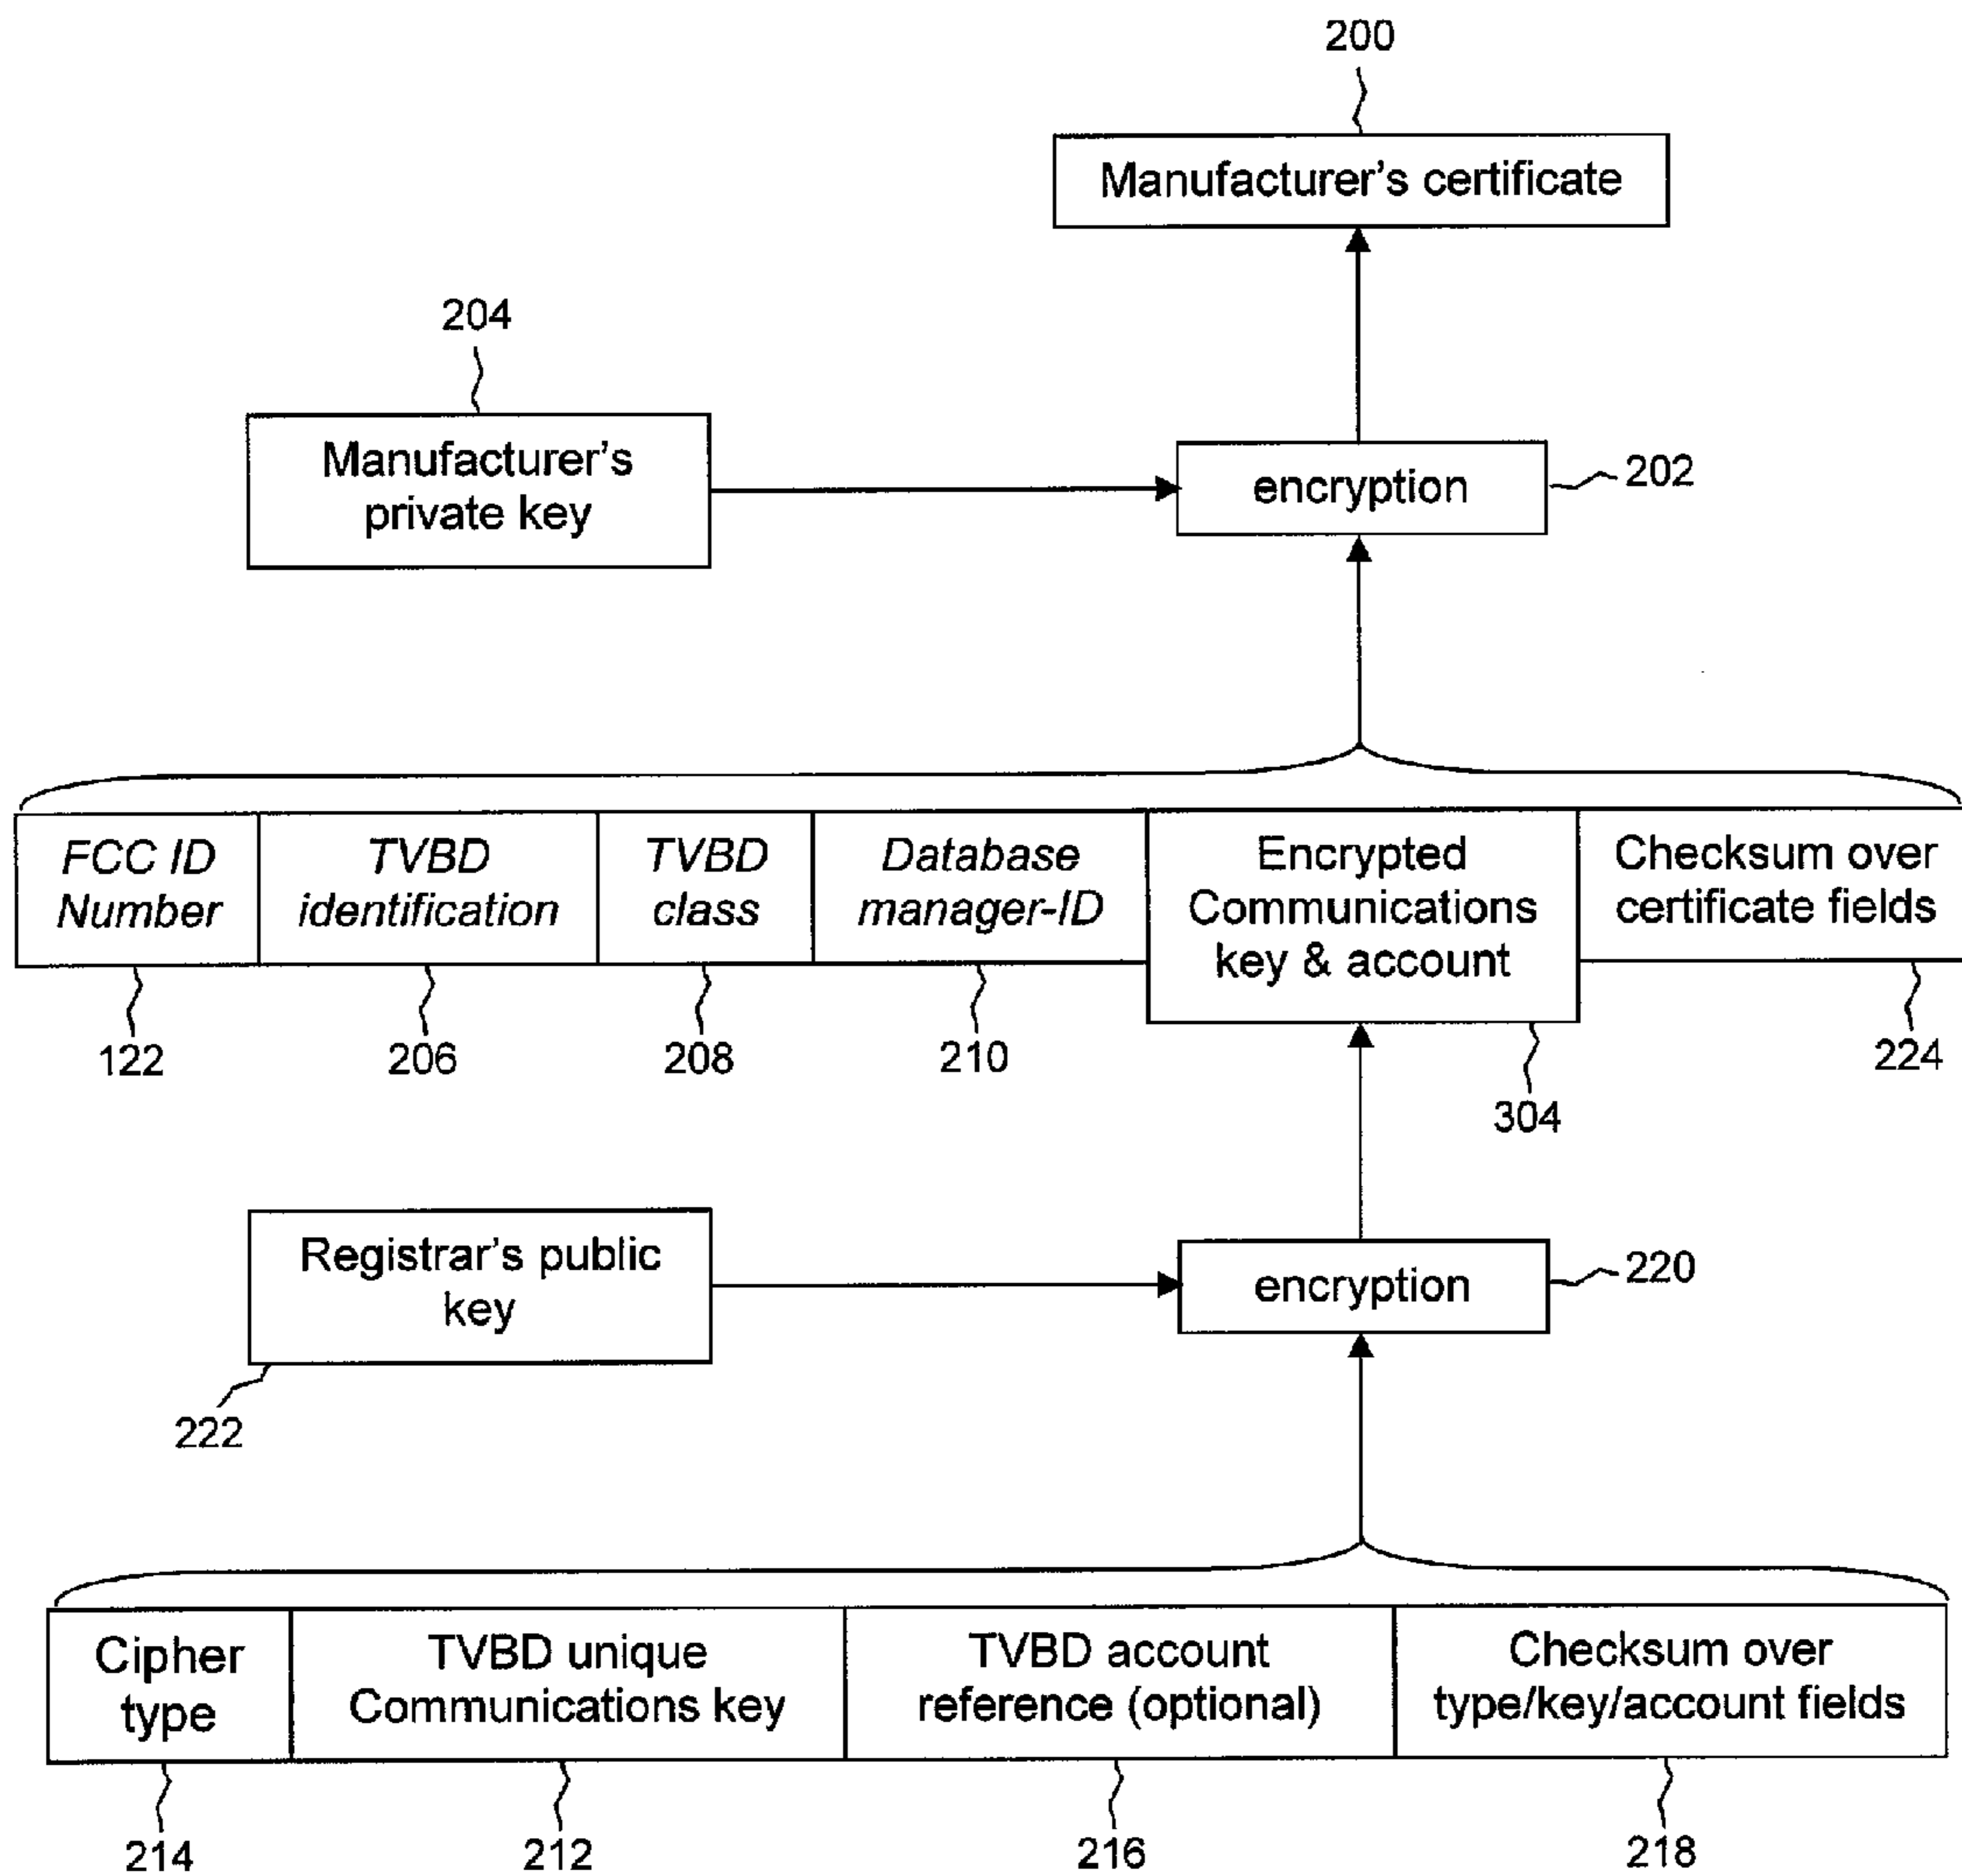 200
Manufacturer's certificate
204
Manufacturer's
private key
encryption
202
FCC ID
Number
TVBD
identification
TVBD
class
Database
manager-ID
Encrypted
Communications
key & account
Checksum over
certificate fields
122
206
208
210
304
224
Registrar's public
key
222
encryption
220
Cipher
type
TVBD unique
Communications key
TVBD account
reference (optional)
Checksum over
type/key/account fields
214
212
216
218